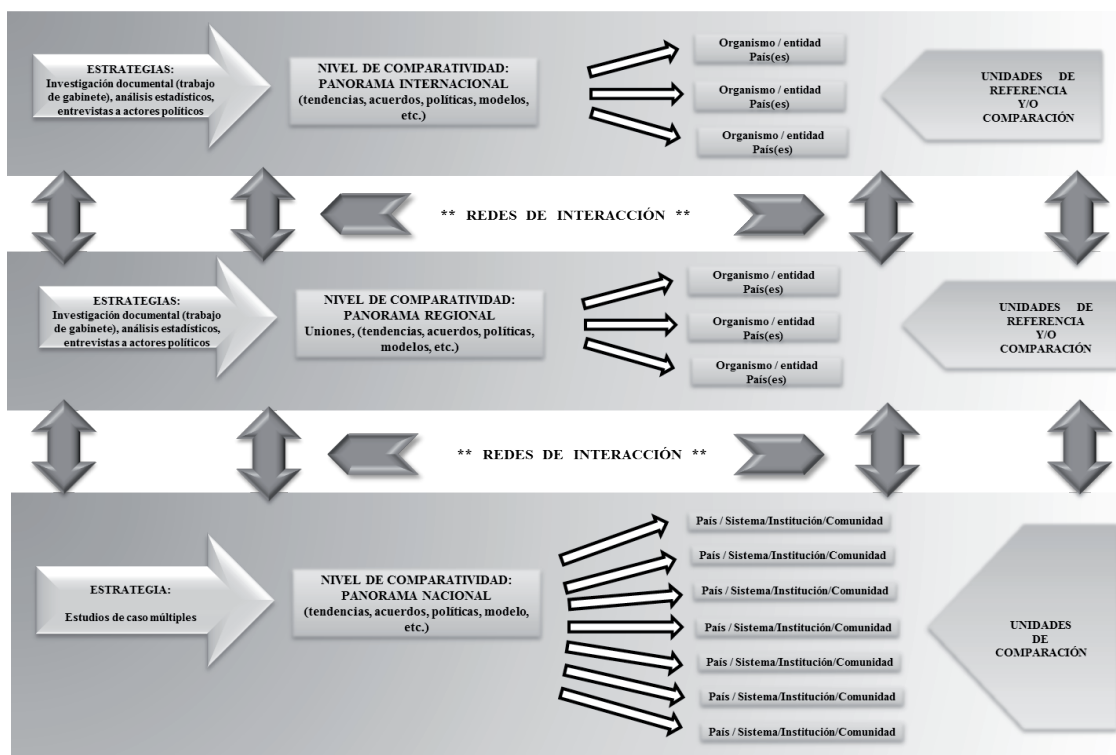 ESTRATEGIAS:
Investigación documental (trabajo
de gabinete), análisis estadísticos,
entrevistas a actores políticos
NIVEL DE COMPARATIVIDAD:
PANORAMA INTERNACIONAL
(tendencias, acuerdos, políticas, modelos,
etc.)
Organismo / entidad
País(es)
Organismo / entidad
País(es)
Organismo / entidad
País(es)
UNIDADES DE
REFERENCIA
Y/O
COMPARACIÓN
** REDES DE INTERACCIÓN **
ESTRATEGIAS:
Investigación documental (trabajo
de gabinete), análisis estadísticos,
entrevistas a actores políticos
NIVEL DE COMPARATIVIDAD:
PANORAMA REGIONAL
Uniones, (tendencias, acuerdos, políticas,
modelos, etc.)
Organismo / entidad
País(es)
Organismo / entidad
País(es)
Organismo / entidad
País(es)
UNIDADES DE
REFERENCIA
Y/O
COMPARACIÓN
** REDES DE INTERACCIÓN **
ESTRATEGIA:
Estudios de caso múltiples
NIVEL DE COMPARATIVIDAD:
PANORAMA NACIONAL
(tendencias, acuerdos, políticas, modelo,
etc.)
País / Sistema/Institución/Comunidad
País / Sistema/Institución/Comunidad
País / Sistema/Institución/Comunidad
País / Sistema/Institución/Comunidad
País / Sistema/Institución/Comunidad
País / Sistema/Institución/Comunidad
País / Sistema/Institución/Comunidad
UNIDADES
DE
COMPARACIÓN